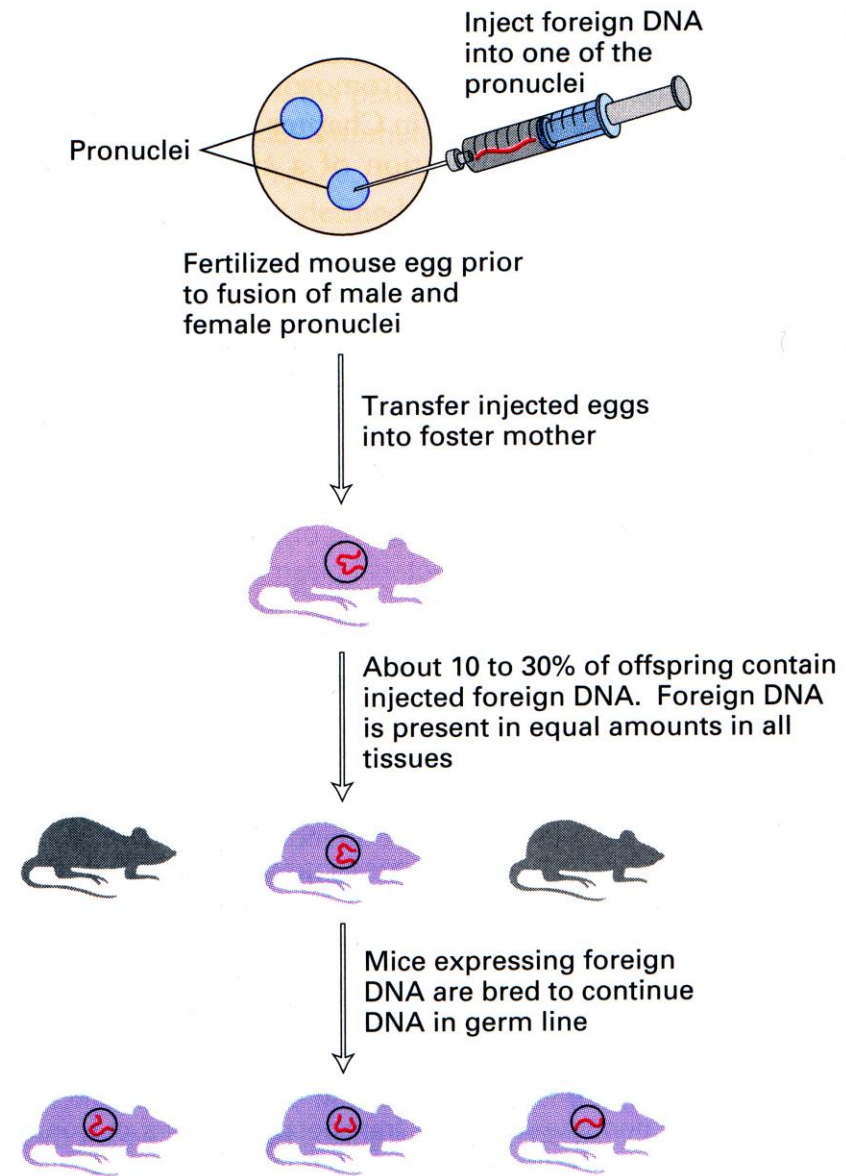 Inject foreign DNA
into one of the
pronuclei
Pronuclei
Fertilized mouse egg prior
to fusion of male and
female pronuclei
Transfer injected eggs
into foster mother
About 10 to 30% of offspring contain
injected foreign DNA. Foreign DNA
is present in equal amounts in all
tissues
Mice expressing foreign
DNA are bred to continue
DNA in germ line